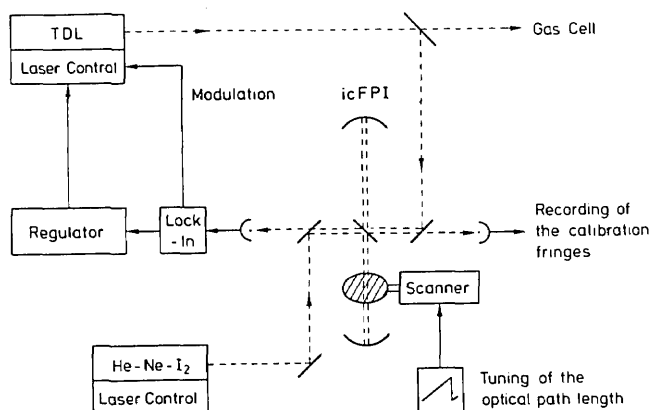 TDL
Laser Control
Gas Cell
Modulation
icFPI
Regulator
Lock
-In
Recording of
the calibration
fringes
Scanner
He-Ne-I₂
Laser Control
Tuning of the
optical path length